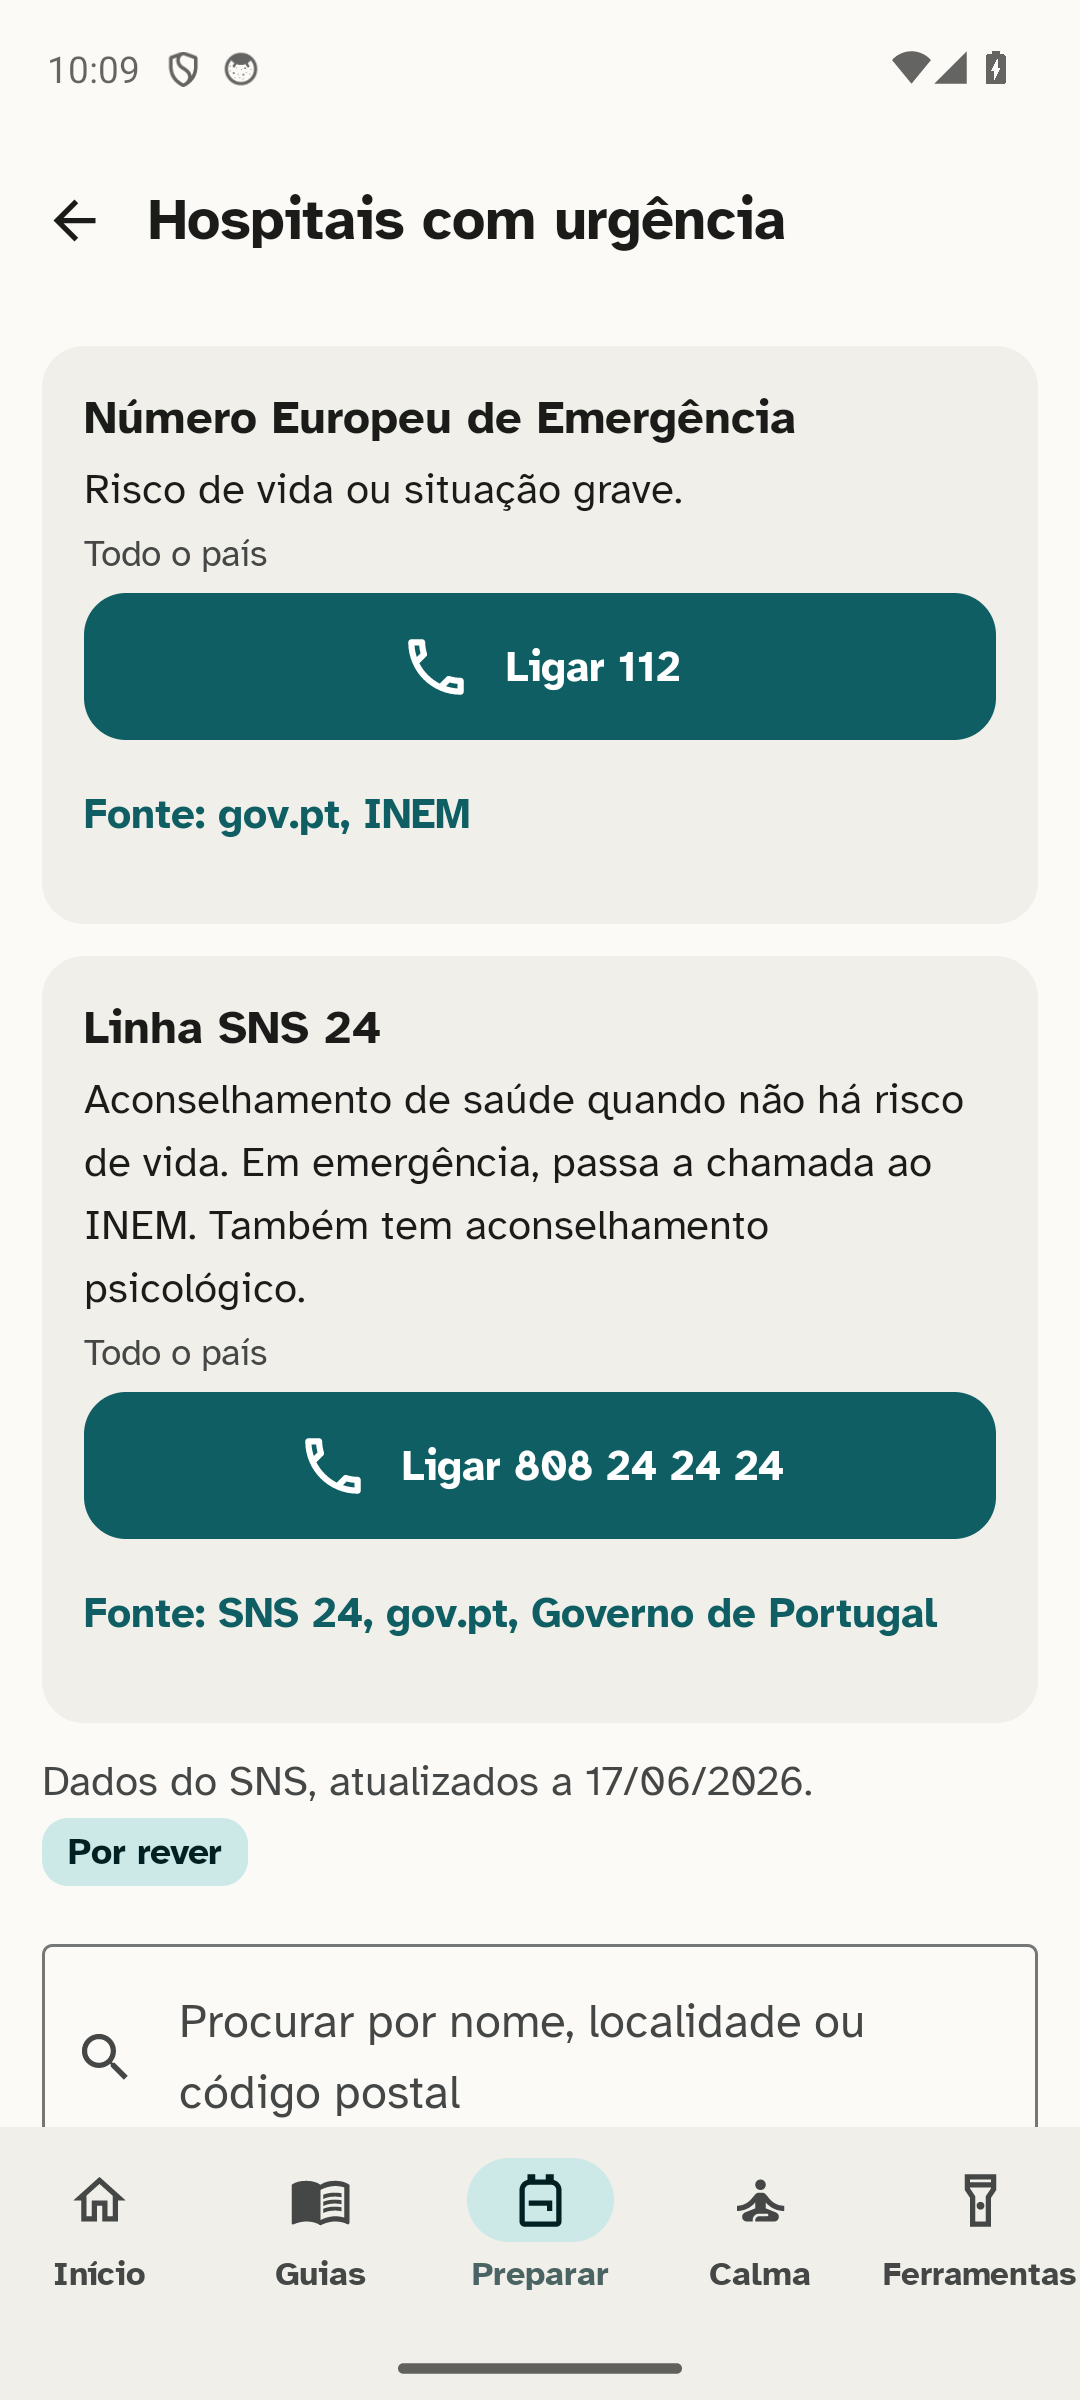 10:09
Hospitais com urgência
Número Europeu de Emergência
Risco de vida ou situação grave.
Todo o país
Ligar 112
Fonte: gov.pt, INEM
Linha SNS 24
Aconselhamento de saúde quando não há risco
de vida. Em emergência, passa a chamada ao
INEM. Também tem aconselhamento
psicológico.
Todo o país
Ligar 808 24 24 24
Fonte: SNS 24, gov.pt, Governo de Portugal
Dados do SNS, atualizados a 17/06/2026.
Por rever
Procurar por nome, localidade ou
código postal
Início
Guias
Preparar
Calma
Ferramentas